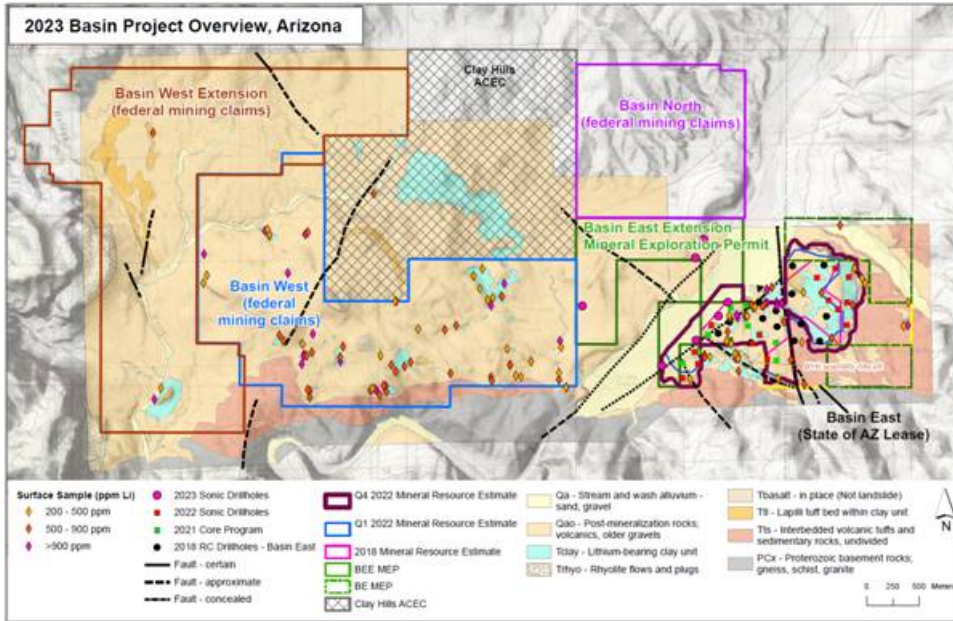 2023 Basin Project Overview, Arizona
Clay Hills
ACEC
Basin West Extension
(federal mining claims)
Basin North
(federal mining claims)
Basin East Extension
Mineral Exploration Permit
Basin West
(federal
mining claims)
Basin East
(State of AZ Lease)
Surface Sample (ppm Li)
200 - 500 ppm
500 - 900 ppm
>900 ppm
2023 Sonic Drillholes
2022 Sonic Drillholes
2021 Core Program
2018 RC Drillholes - Basin East
Fault - certain
Fault - approximate
Fault - concealed
Q4 2022 Mineral Resource Estimate
Q1 2022 Mineral Resource Estimate
2018 Mineral Resource Estimate
BEE MEP
BE MEP
Clay Hills ACEC
Qa - Stream and wash alluvium -
sand, gravel
Qao - Post-mineralization rocks;
volcanics, older gravels
Tclay - Lithium-bearing clay unit
Trhyo - Rhyolite flows and plugs
Tbasalt - in place (Not landslide)
Ttl - Lapilli tuff bed within clay unit
Tts - Interbedded volcanic tuffs and
sedimentary rocks, undivided
PCx - Proterozoic basement rocks;
gneiss, schist, granite
N
0 250 500
Meters